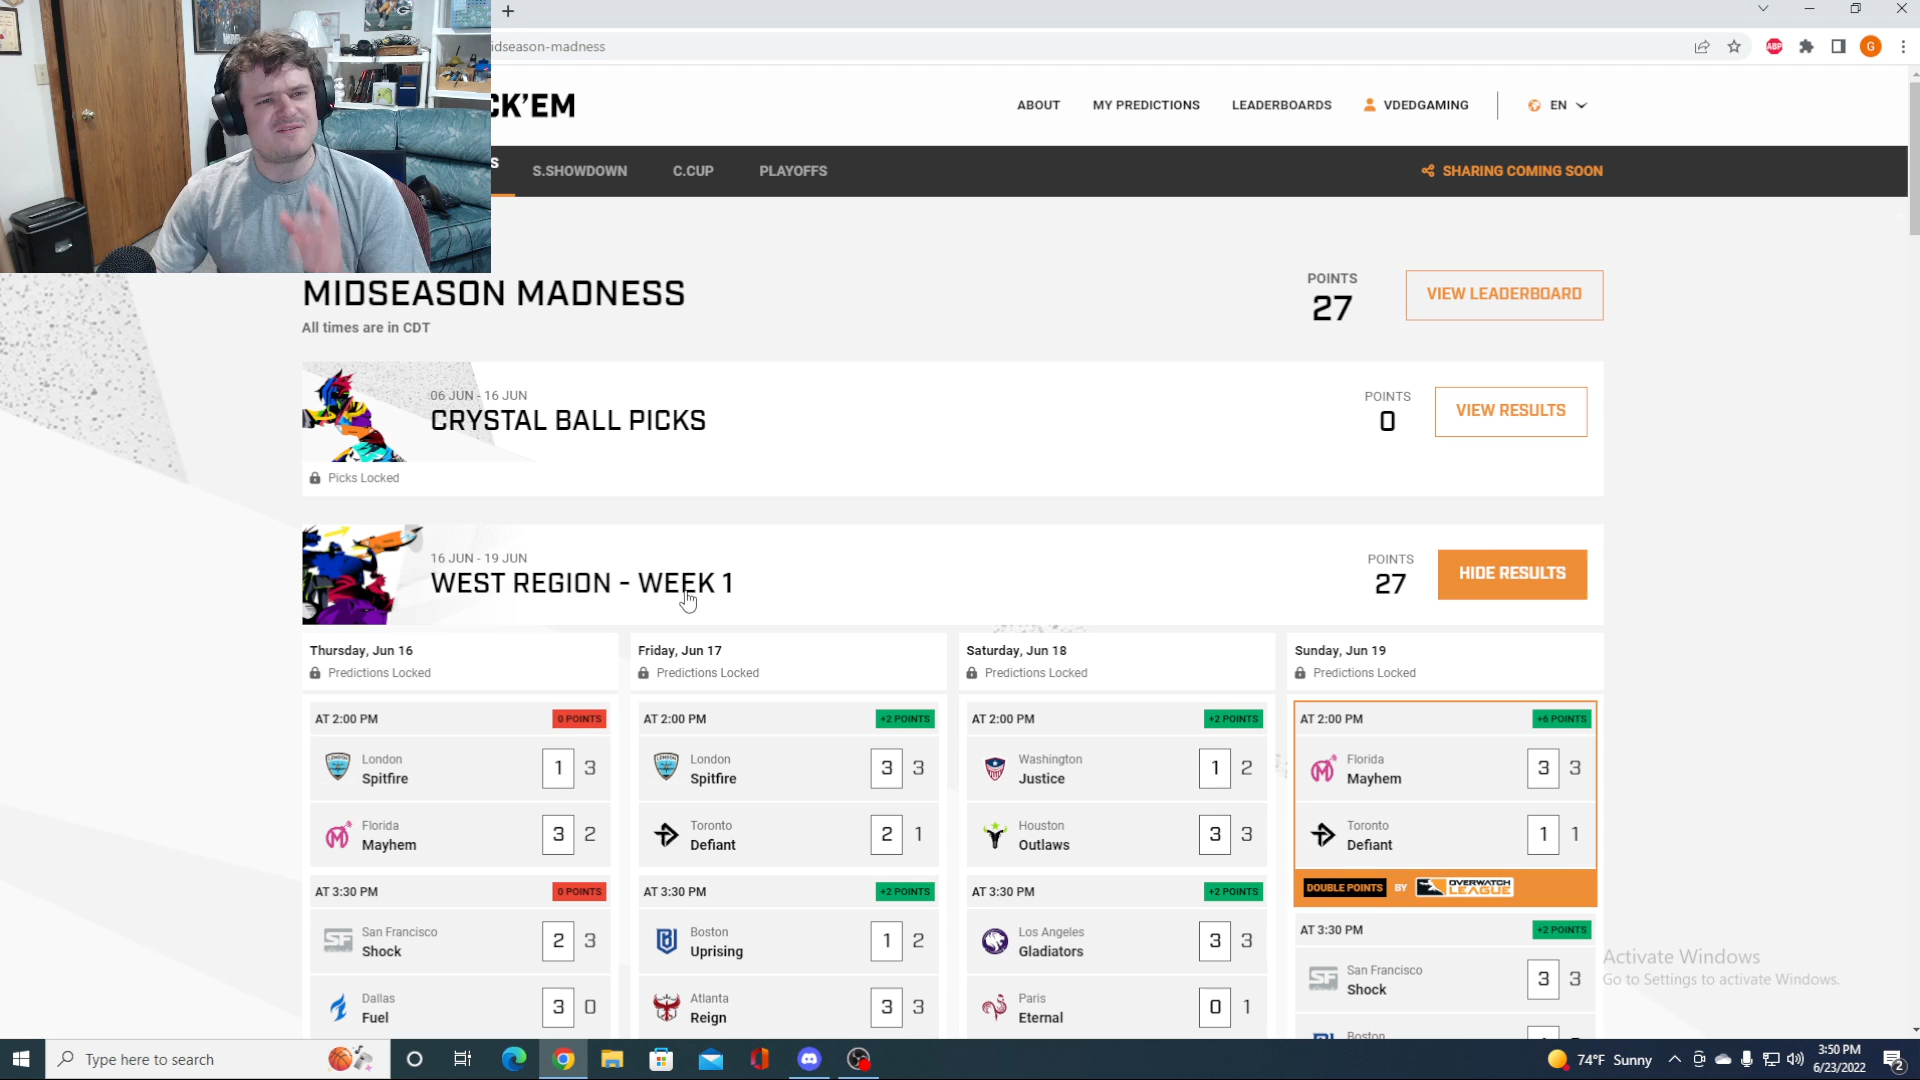 idseason-madness
ABP
G
CK'EM
ABOUT
MY PREDICTIONS
LEADERBOARDS
VDEDGAMING
EN
S
S.SHOWDOWN
C.CUP
PLAYOFFS
SHARING COMING SOON
MIDSEASON MADNESS
All times are in CDT
POINTS
27
VIEW LEADERBOARD
06 JUN - 16 JUN
CRYSTAL BALL PICKS
POINTS
0
VIEW RESULTS
Picks Locked
16 JUN - 19 JUN
WEST REGION - WEEK 1
POINTS
27
HIDE RESULTS
Thursday, Jun 16
Predictions Locked
AT 2:00 PM
0 POINTS
London
Spitfire
1 3
Florida
Mayhem
3 2
AT 3:30 PM
0 POINTS
San Francisco
Shock
2 3
Dallas
Fuel
3 0
Friday, Jun 17
Predictions Locked
AT 2:00 PM
+2 POINTS
London
Spitfire
3 3
Toronto
Defiant
2 1
AT 3:30 PM
+2 POINTS
Boston
Uprising
1 2
Atlanta
Reign
3 3
Saturday, Jun 18
Predictions Locked
AT 2:00 PM
+2 POINTS
Washington
Justice
1 2
Houston
Outlaws
3 3
AT 3:30 PM
+2 POINTS
Los Angeles
Gladiators
3 3
Paris
Eternal
0 1
Sunday, Jun 19
Predictions Locked
AT 2:00 PM
+6 POINTS
Florida
Mayhem
3 3
Toronto
Defiant
1 1
DOUBLE POINTS BY OVERWATCH LEAGUE
AT 3:30 PM
+2 POINTS
San Francisco
Shock
3 3
Boston
Activate Windows
Go to Settings to activate Windows.
Type here to search
74°F Sunny
3:50 PM
6/23/2022
2